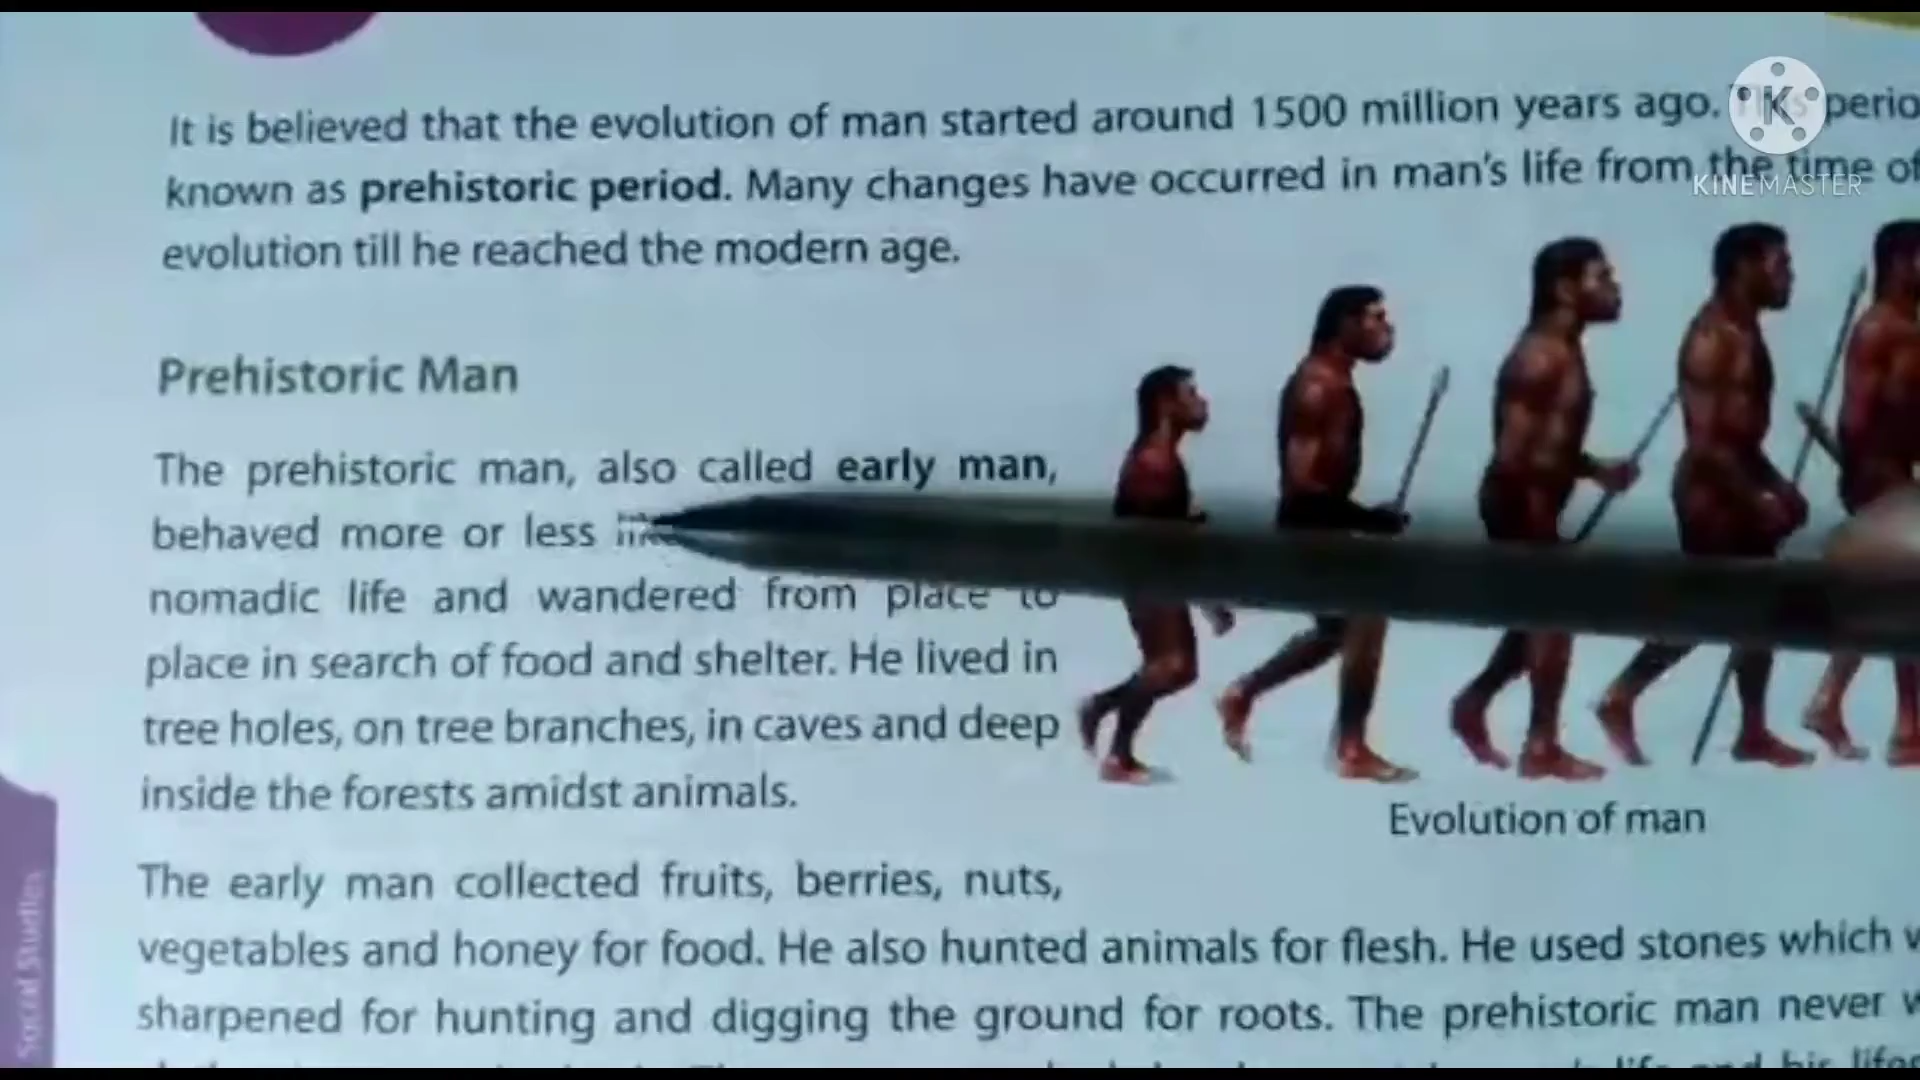 It is believed that the evolution of man started around 1500 million years ago.
known as prehistoric period. Many changes have occurred in man's life from the time of
evolution till he reached the modern age.
Prehistoric Man
The prehistoric man, also called early man,
behaved more or less
nomadic life and wandered from place to
place in search of food and shelter. He lived in
tree holes, on tree branches, in caves and deep
inside the forests amidst animals.
Evolution of man
The early man collected fruits, berries, nuts,
vegetables and honey for food. He also hunted animals for flesh. He used stones which
sharpened for hunting and digging the ground for roots. The prehistoric man never
Social Studies
K
KINEMASTER